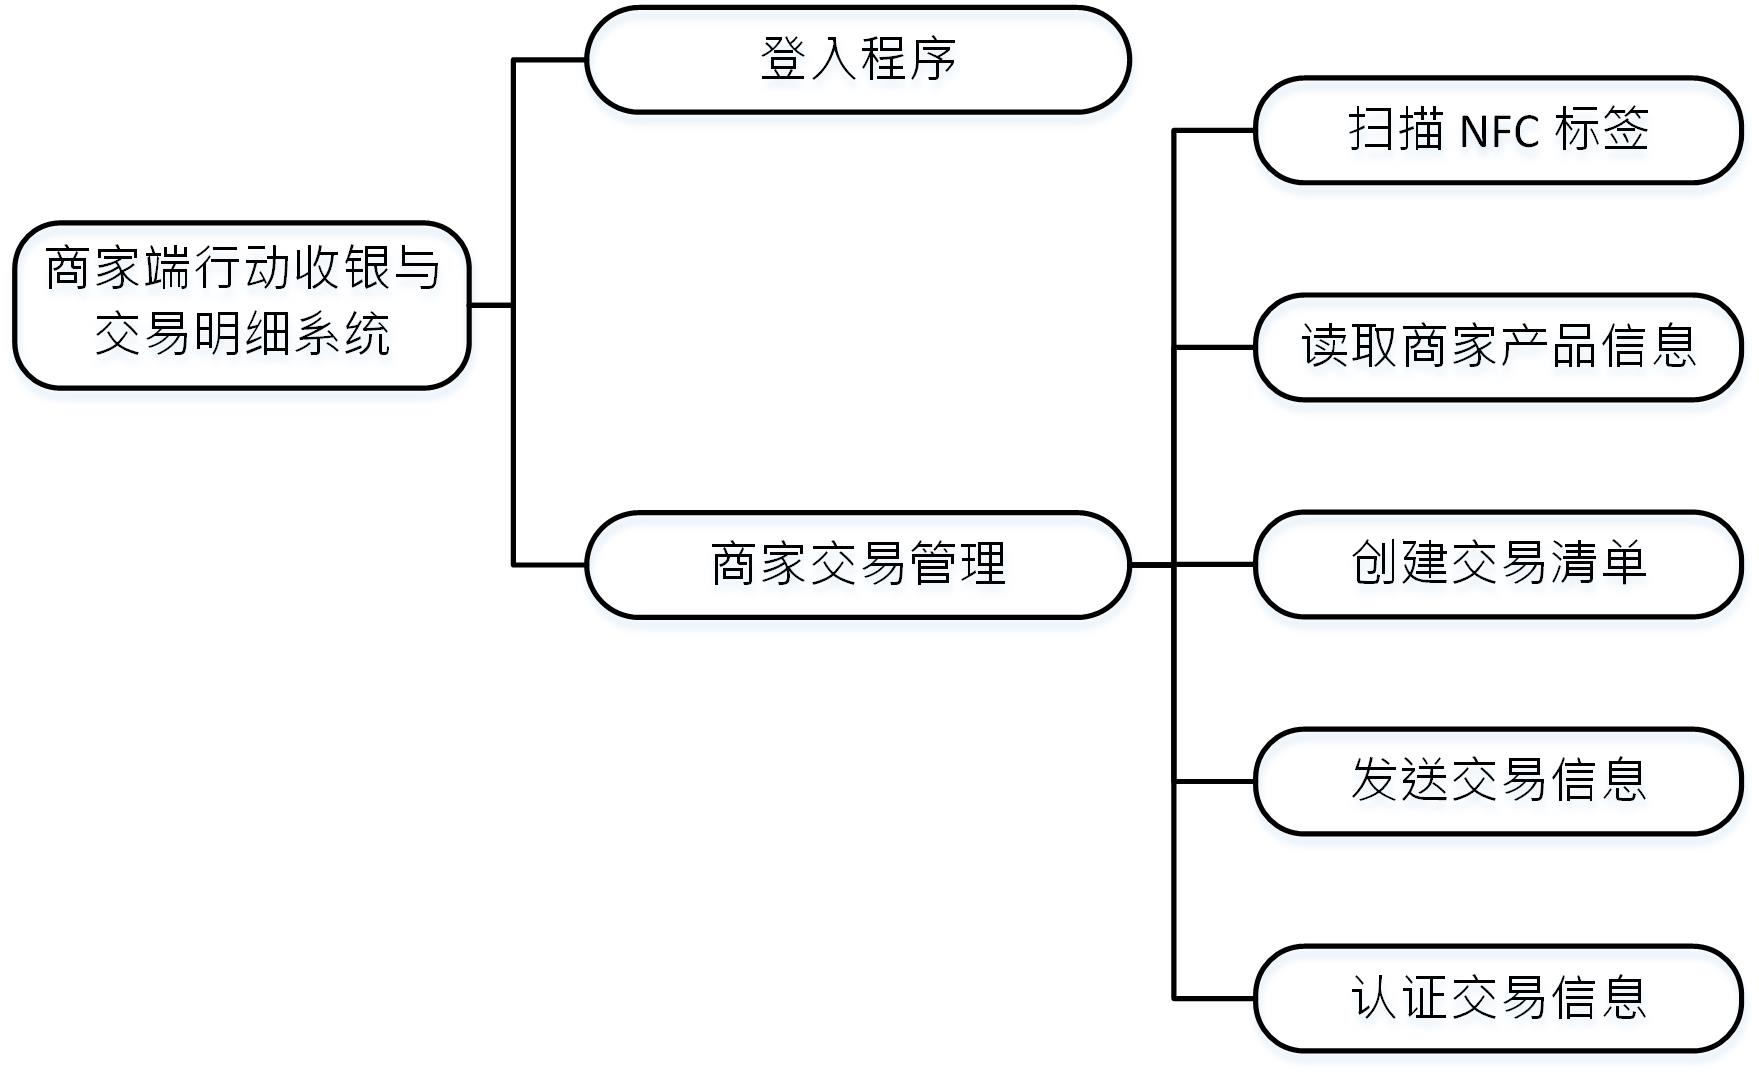 商家端行动收银与
交易明细系统
登入程序
商家交易管理
扫描 NFC 标签
读取商家产品信息
创建交易清单
发送交易信息
认证交易信息